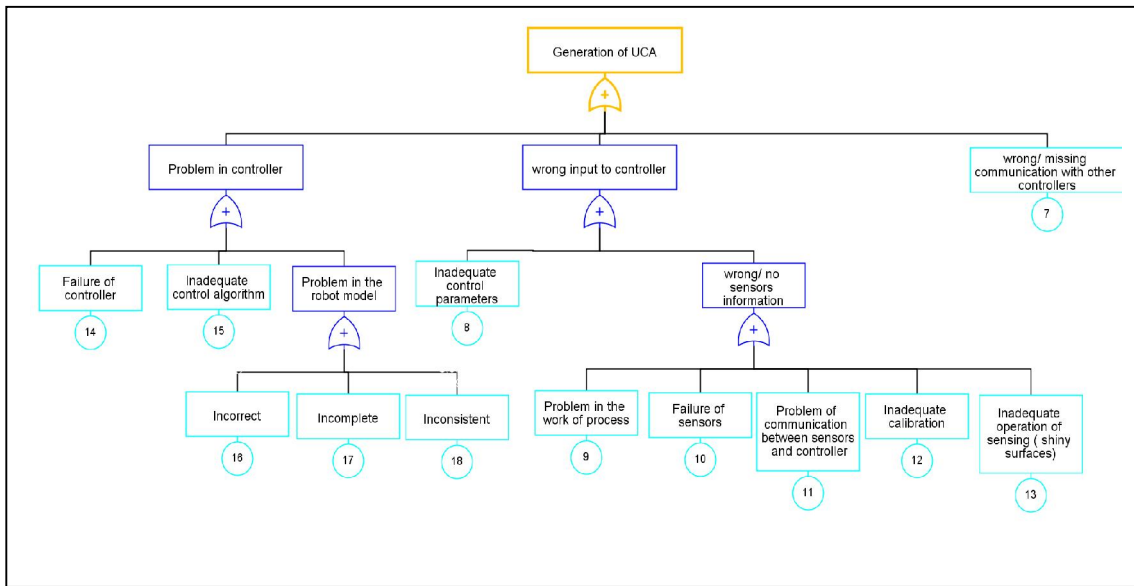 Generation of UCA
+
Problem in controller
wrong input to controller
wrong/ missing
communication with other
controllers
+
+
7
Failure of
controller
Inadequate
control algorithm
Problem in the
robot model
Inadequate
control
parameters
wrong/ no
sensors
information
14
15
+
8
+
Incorrect
Incomplete
Inconsistent
Problem in the
work of process
Failure of
sensors
Problem of
communication
between sensors
and controller
Inadequate
calibration
Inadequate
operation of
sensing ( shiny
surfaces)
16
17
18
9
10
11
12
13